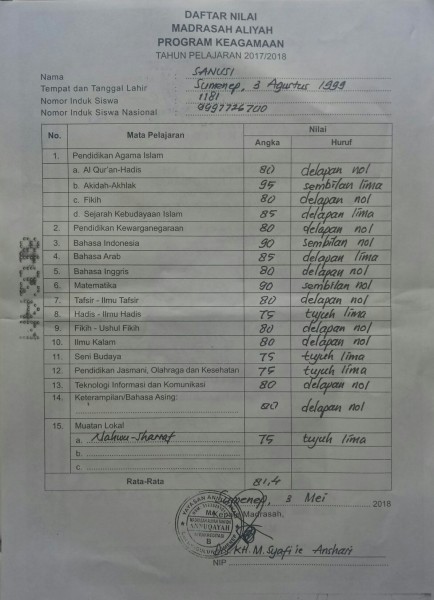 DAFTAR NILAI
MADRASAH ALIYAH
PROGRAM KEAGAMAAN
TAHUN PELAJARAN 2017/2018
Nama : SANUSI
Tempat dan Tanggal Lahir : Sumenep, 3 Agustus 1999
Nomor Induk Siswa : 1181
Nomor Induk Siswa Nasional : 9997726700
No. Mata Pelajaran Nilai
Angka Huruf
1. Pendidikan Agama Islam
a. Al Qur'an-Hadis 80 delapan nol
b. Akidah-Akhlak 95 sembilan lima
c. Fikih 80 delapan nol
d. Sejarah Kebudayaan Islam 85 delapan lima
2. Pendidikan Kewarganegaraan 80 delapan nol
3. Bahasa Indonesia 90 sembilan nol
4. Bahasa Arab 85 delapan lima
5. Bahasa Inggris 80 delapan nol
6. Matematika 90 sembilan nol
7. Tafsir - Ilmu Tafsir 80 delapan nol
8. Hadis - Ilmu Hadis 75 tujuh lima
9. Fikih - Ushul Fikih 80 delapan nol
10. Ilmu Kalam 80 delapan nol
11. Seni Budaya 75 tujuh lima
12. Pendidikan Jasmani, Olahraga dan Kesehatan 75 tujuh lima
13. Teknologi Informasi dan Komunikasi 80 delapan nol
14. Keterampilan/Bahasa Asing:
80 delapan nol
15. Muatan Lokal
a. Nahwu-Sharraf 75 tujuh lima
b.
c.
Rata-Rata 81,4
Sumenep, 3 Mei 2018
Kepala Madrasah,
ANNUQAYAH
Drs. KH. M. Syafi'ie Anshari
NIP